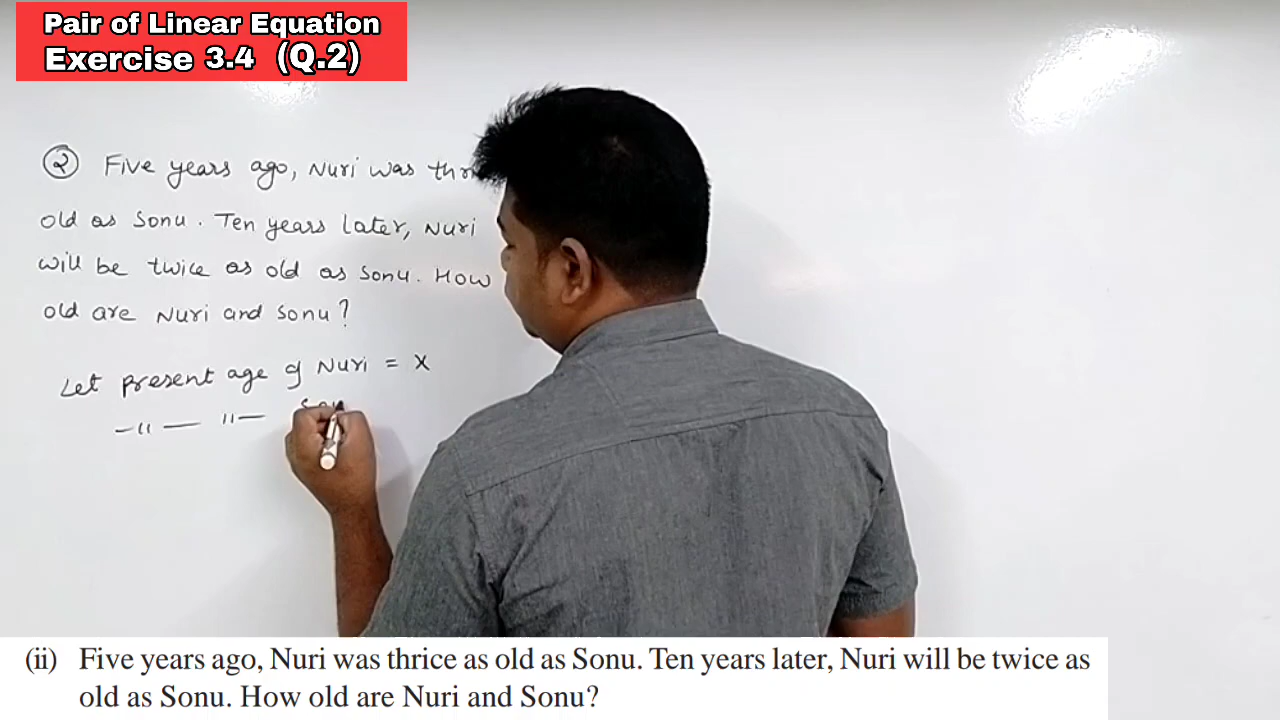 Pair of Linear Equation
Exercise 3.4 (Q.2)
2 Five years ago, Nuri was
old as Sonu. Ten years later, Nuri
will be twice as old as Sonu. How
old are Nuri and Sonu?
Let present age of Nuri = x
—"— "—
(ii) Five years ago, Nuri was thrice as old as Sonu. Ten years later, Nuri will be twice as
old as Sonu. How old are Nuri and Sonu?